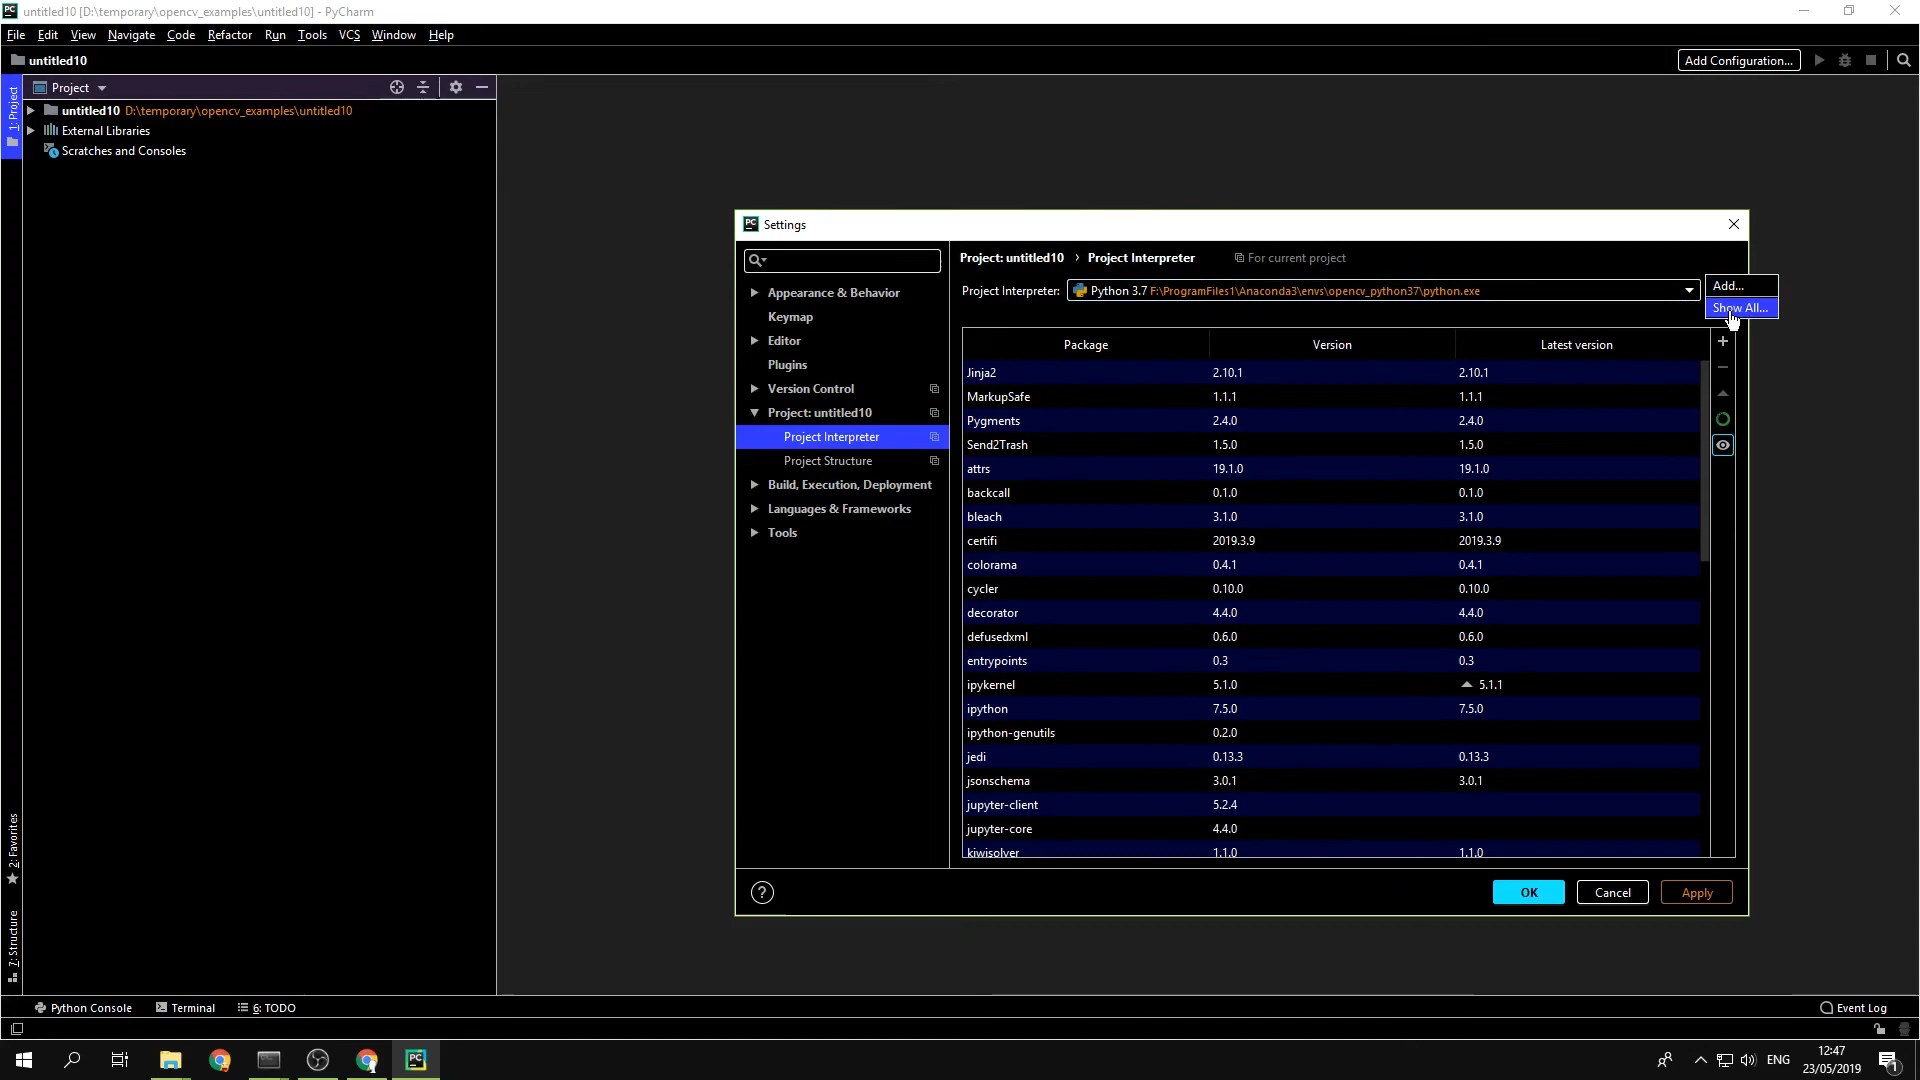 untitled10 [D:\temporary\opencv_examples\untitled10] - PyCharm
File Edit View Navigate Code Refactor Run Tools VCS Window Help
untitled10
Add Configuration...
1: Project
Project
untitled10 D:\temporary\opencv_examples\untitled10
External Libraries
Scratches and Consoles
Settings
Appearance & Behavior
Keymap
Editor
Plugins
Version Control
Project: untitled10
Project Interpreter
Project Structure
Build, Execution, Deployment
Languages & Frameworks
Tools
Project: untitled10 › Project Interpreter For current project
Project Interpreter: Python 3.7 F:\ProgramFiles1\Anaconda3\envs\opencv_python37\python.exe
Add...
Show All...
Package Version Latest version
Jinja2 2.10.1 2.10.1
MarkupSafe 1.1.1 1.1.1
Pygments 2.4.0 2.4.0
Send2Trash 1.5.0 1.5.0
attrs 19.1.0 19.1.0
backcall 0.1.0 0.1.0
bleach 3.1.0 3.1.0
certifi 2019.3.9 2019.3.9
colorama 0.4.1 0.4.1
cycler 0.10.0 0.10.0
decorator 4.4.0 4.4.0
defusedxml 0.6.0 0.6.0
entrypoints 0.3 0.3
ipykernel 5.1.0 5.1.1
ipython 7.5.0 7.5.0
ipython-genutils 0.2.0
jedi 0.13.3 0.13.3
jsonschema 3.0.1 3.0.1
jupyter-client 5.2.4
jupyter-core 4.4.0
kiwisolver 1.1.0 1.1.0
? OK Cancel Apply
2: Favorites
7: Structure
Python Console Terminal 6: TODO Event Log
ENG
12:47
23/05/2019
1